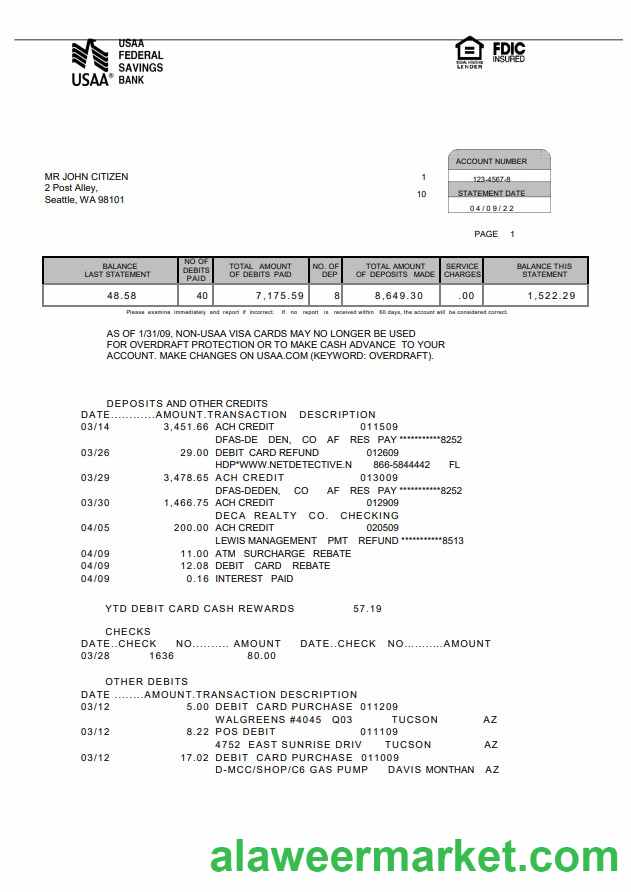 USAA
FEDERAL
SAVINGS
BANK
USAA®
EQUAL HOUSING
LENDER
FDIC
INSURED
ACCOUNT NUMBER
123-4567-8
STATEMENT DATE
04/09/22
MR JOHN CITIZEN
2 Post Alley,
Seattle, WA 98101
1
10
PAGE 1
BALANCE LAST STATEMENT NO OF DEBITS PAID TOTAL AMOUNT OF DEBITS PAID NO. OF DEP TOTAL AMOUNT OF DEPOSITS MADE SERVICE CHARGES BALANCE THIS STATEMENT
48.58 40 7,175.59 8 8,649.30 .00 1,522.29
Please examine immediately and report if incorrect. If no report is received within 60 days, the account will be considered correct.
AS OF 1/31/09, NON-USAA VISA CARDS MAY NO LONGER BE USED
FOR OVERDRAFT PROTECTION OR TO MAKE CASH ADVANCE TO YOUR
ACCOUNT. MAKE CHANGES ON USAA.COM (KEYWORD: OVERDRAFT).
DEPOSITS AND OTHER CREDITS
DATE............AMOUNT.TRANSACTION DESCRIPTION
03/14 3,451.66 ACH CREDIT 011509
DFAS-DE DEN, CO AF RES PAY ***********8252
03/26 29.00 DEBIT CARD REFUND 012609
HDP*WWW.NETDETECTIVE.N 866-5844442 FL
03/29 3,478.65 ACH CREDIT 013009
DFAS-DEDEN, CO AF RES PAY ***********8252
03/30 1,466.75 ACH CREDIT 012909
DECA REALTY CO. CHECKING
04/05 200.00 ACH CREDIT 020509
LEWIS MANAGEMENT PMT REFUND ***********8513
04/09 11.00 ATM SURCHARGE REBATE
04/09 12.08 DEBIT CARD REBATE
04/09 0.16 INTEREST PAID
YTD DEBIT CARD CASH REWARDS 57.19
CHECKS
DATE..CHECK NO.......... AMOUNT DATE..CHECK NO...........AMOUNT
03/28 1636 80.00
OTHER DEBITS
DATE ........AMOUNT.TRANSACTION DESCRIPTION
03/12 5.00 DEBIT CARD PURCHASE 011209
WALGREENS #4045 Q03 TUCSON AZ
03/12 8.22 POS DEBIT 011109
4752 EAST SUNRISE DRIV TUCSON AZ
03/12 17.02 DEBIT CARD PURCHASE 011009
D-MCC/SHOP/C6 GAS PUMP DAVIS MONTHAN AZ
alaweermarket.com